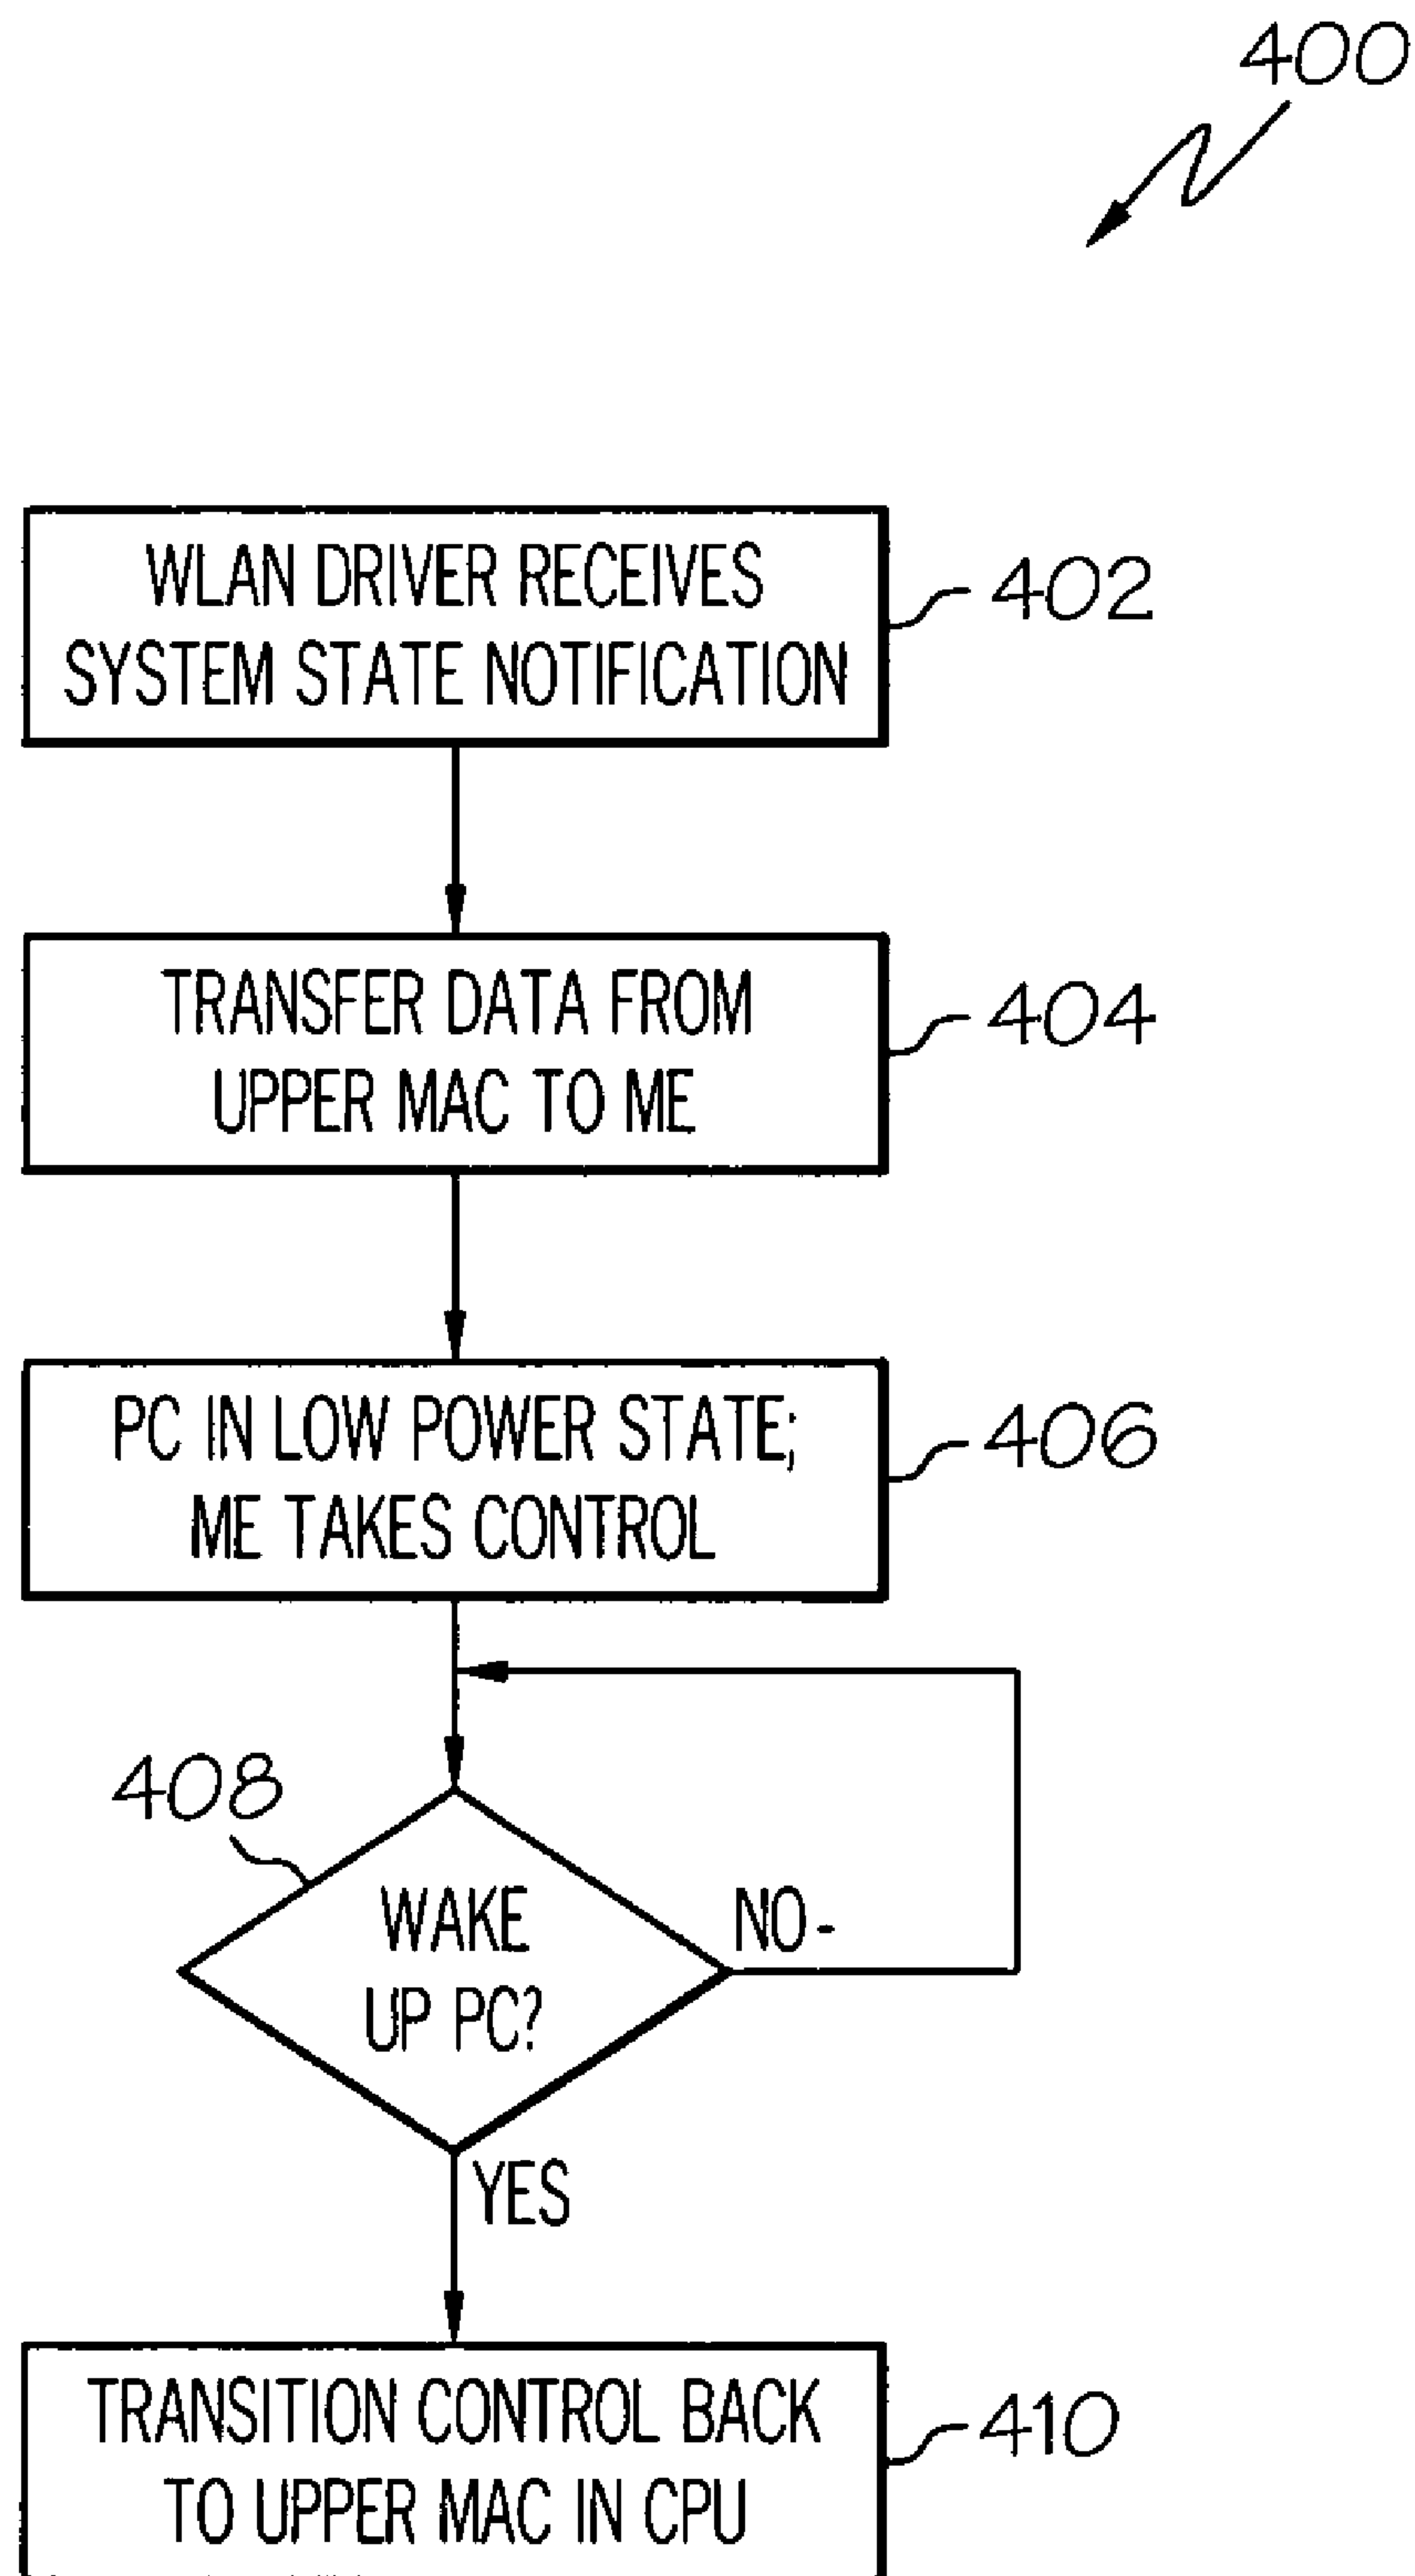 400
WLAN DRIVER RECEIVES
SYSTEM STATE NOTIFICATION
402
TRANSFER DATA FROM
UPPER MAC TO ME
404
PC IN LOW POWER STATE;
ME TAKES CONTROL
406
408
WAKE
UP PC?
NO-
YES
TRANSITION CONTROL BACK
TO UPPER MAC IN CPU
410